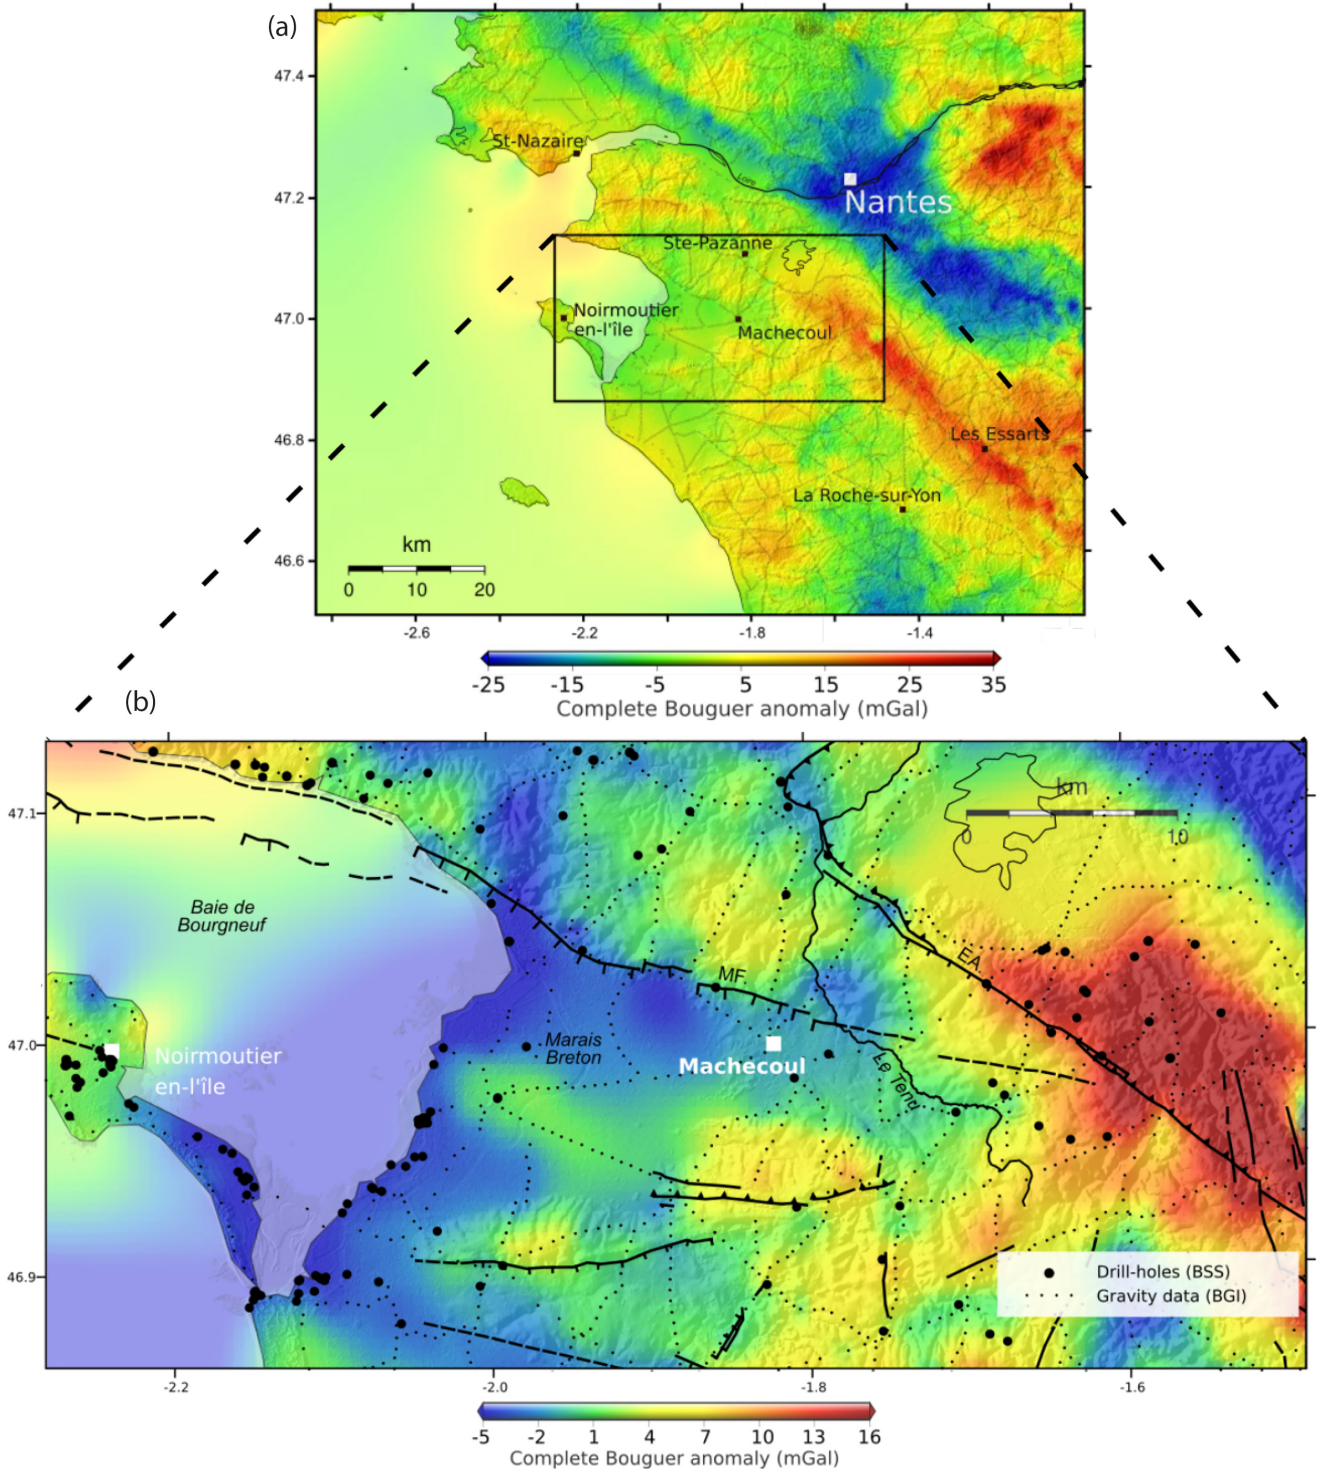 (a)
47.4
47.2
47.0
46.8
46.6
St-Nazaire
Loire
Nantes
Ste-Pazanne
Noirmoutier
en-l'île
Machecoul
Les Essarts
La Roche-sur-Yon
km
0 10 20
-2.6 -2.2 -1.8 -1.4
-25 -15 -5 5 15 25 35
Complete Bouguer anomaly (mGal)
(b)
47.1
47.0
46.9
km
0 10
Baie de
Bourgneuf
EA
MF
Marais
Breton
Noirmoutier
en-l'île
Machecoul
Le Tenu
Drill-holes (BSS)
Gravity data (BGI)
-2.2 -2.0 -1.8 -1.6
-5 -2 1 4 7 10 13 16
Complete Bouguer anomaly (mGal)